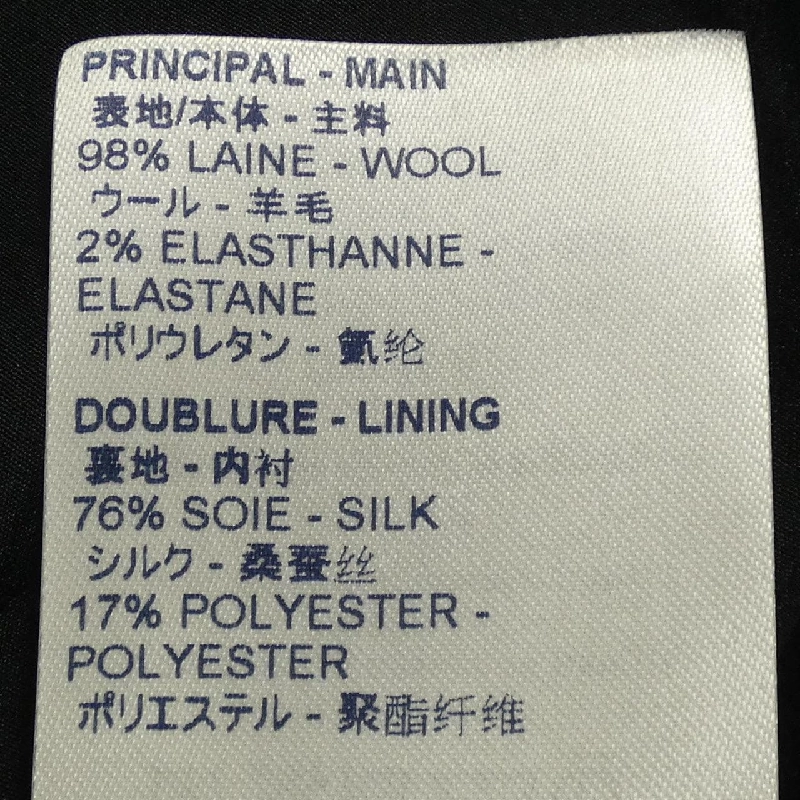 PRINCIPAL - MAIN
表地/本体 - 主料
98% LAINE - WOOL
ウール - 羊毛
2% ELASTHANNE -
ELASTANE
ポリウレタン - 氨纶
DOUBLURE - LINING
裏地 - 内衬
76% SOIE - SILK
シルク - 桑蚕丝
17% POLYESTER -
POLYESTER
ポリエステル - 聚酯纤维